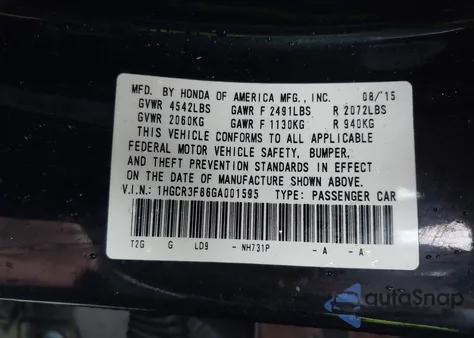 MFD. BY HONDA OF AMERICA MFG., INC. 08/15
GVWR 4542LBS GAWR F 2491LBS R 2072LBS
GVWR 2060KG GAWR F 1130KG R 940KG
THIS VEHICLE CONFORMS TO ALL APPLICABLE
FEDERAL MOTOR VEHICLE SAFETY, BUMPER,
AND THEFT PREVENTION STANDARDS IN EFFECT
ON THE DATE OF MANUFACTURE SHOWN ABOVE.
V.I.N.: 1HGCR3F86GA001595 TYPE: PASSENGER CAR
T2G G LD9 - NH731P - A - A-
autoSnap